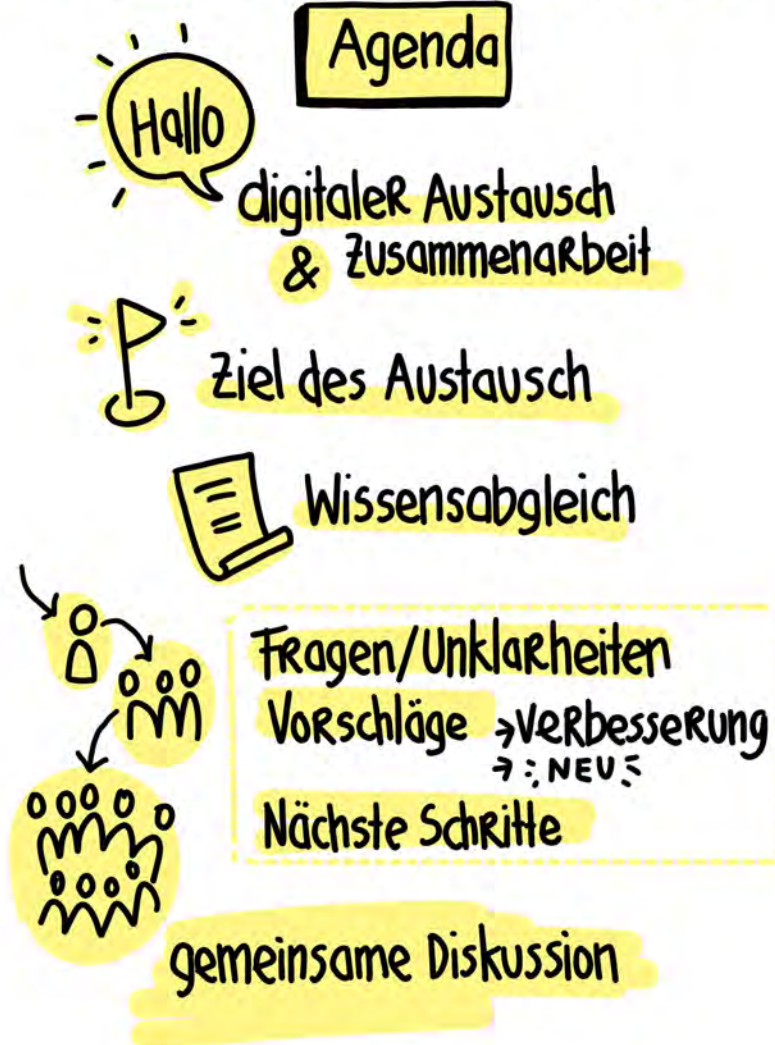 Agenda
Hallo
digitaler Austausch
& Zusammenarbeit
Ziel des Austausch
Wissensabgleich
Fragen/Unklarheiten
Vorschläge → Verbesserung
→ NEU
Nächste Schritte
gemeinsame Diskussion